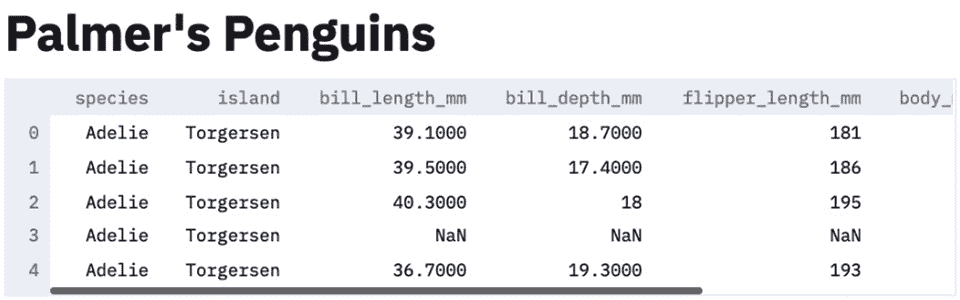 Palmer's Penguins
species island bill_length_mm bill_depth_mm flipper_length_mm body_
0 Adelie Torgersen 39.1000 18.7000 181
1 Adelie Torgersen 39.5000 17.4000 186
2 Adelie Torgersen 40.3000 18 195
3 Adelie Torgersen NaN NaN NaN
4 Adelie Torgersen 36.7000 19.3000 193